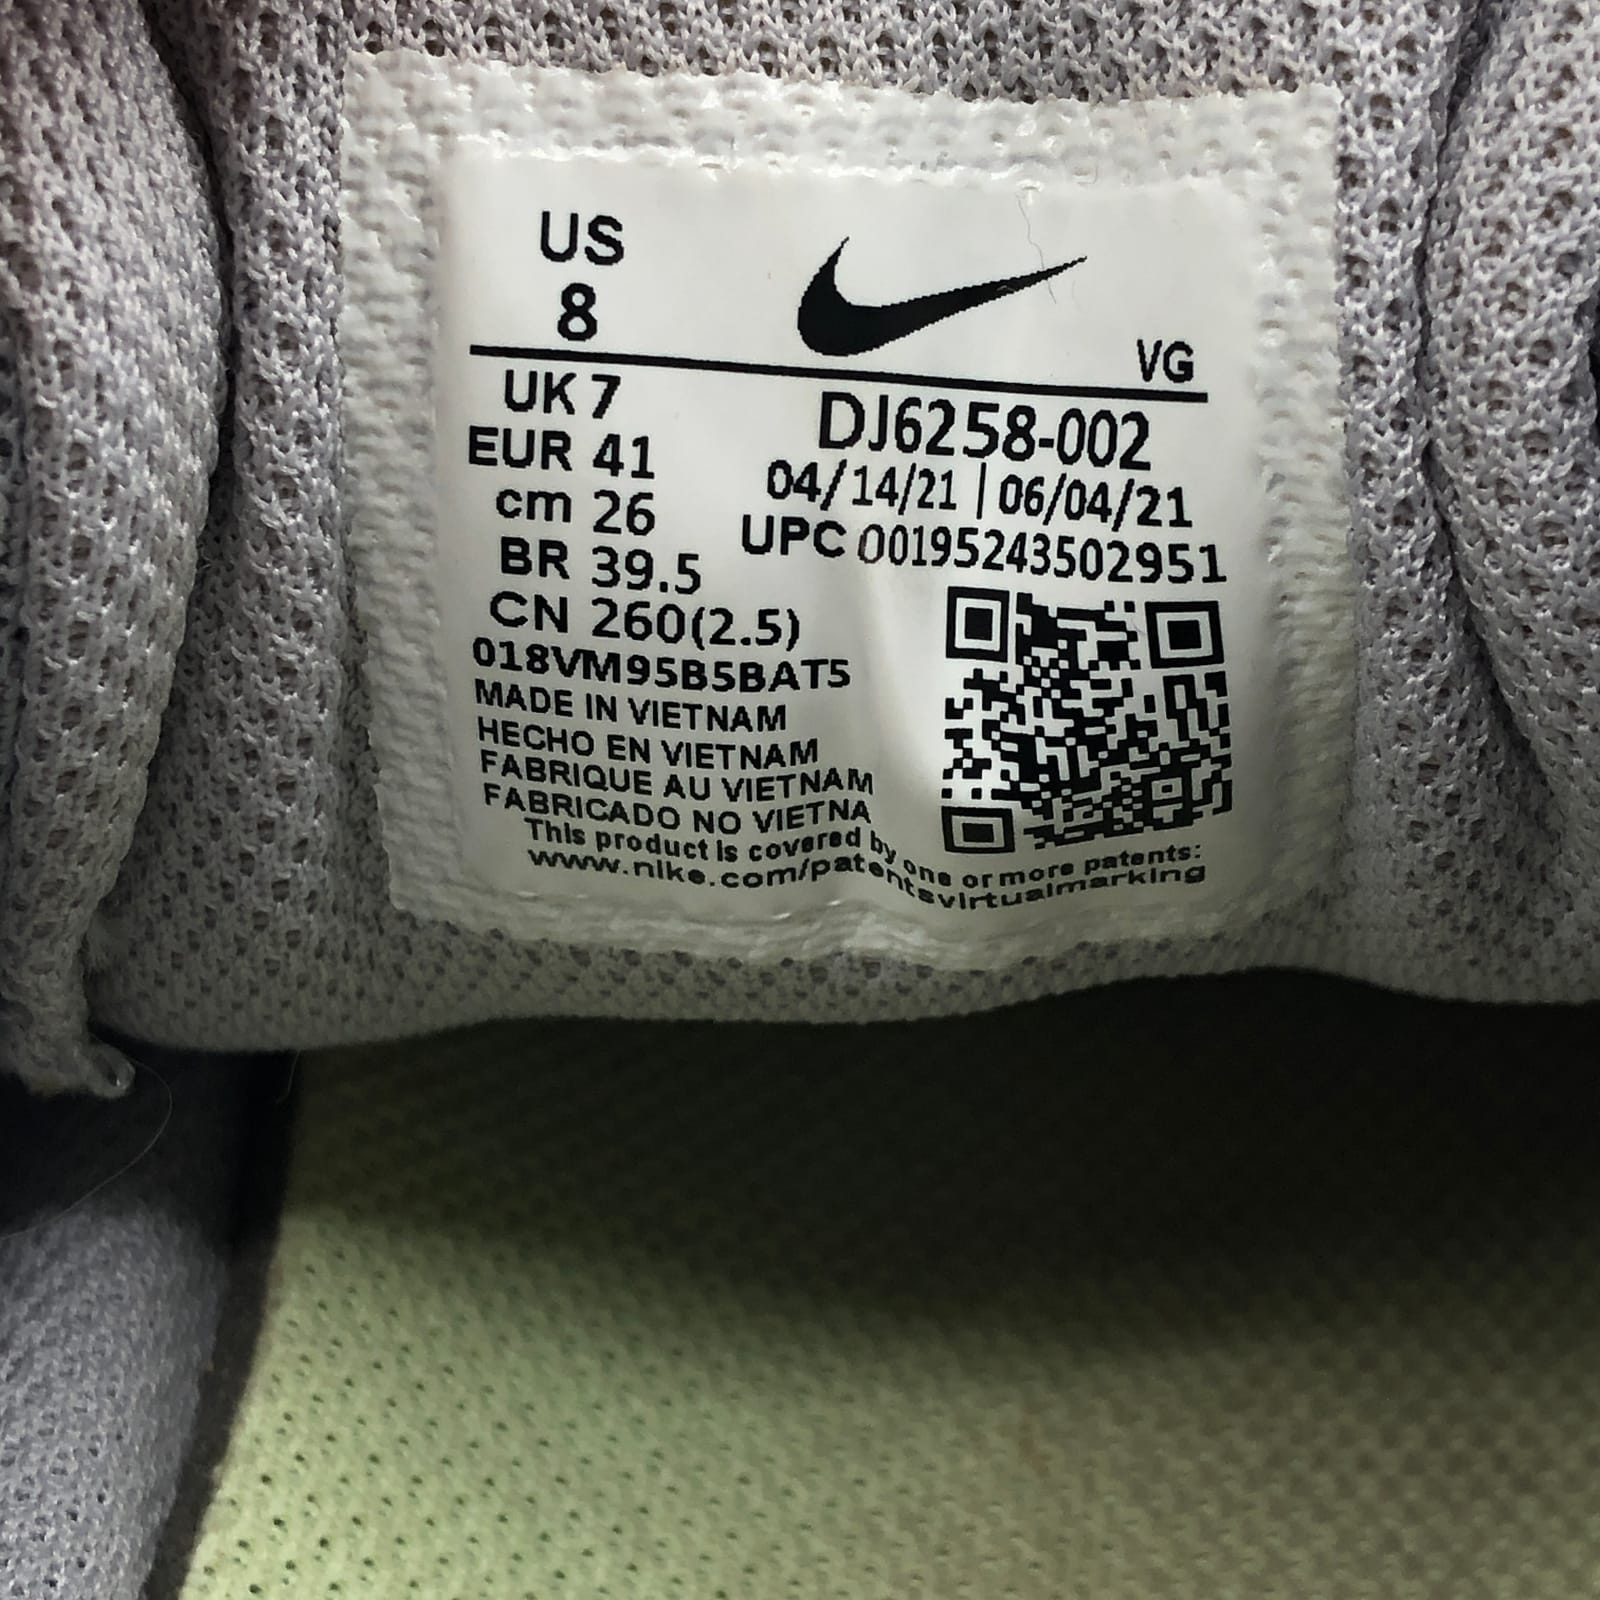 US
8
VG
UK 7
EUR 41
cm 26
BR 39.5
CN 260(2.5)
DJ6258-002
04/14/21 | 06/04/21
UPC 00195243502951
018VM95B5BAT5
MADE IN VIETNAM
HECHO EN VIETNAM
FABRIQUE AU VIETNAM
FABRICADO NO VIETNA
This product is covered by one or more patents:
www.nike.com/patentsvirtualmarking